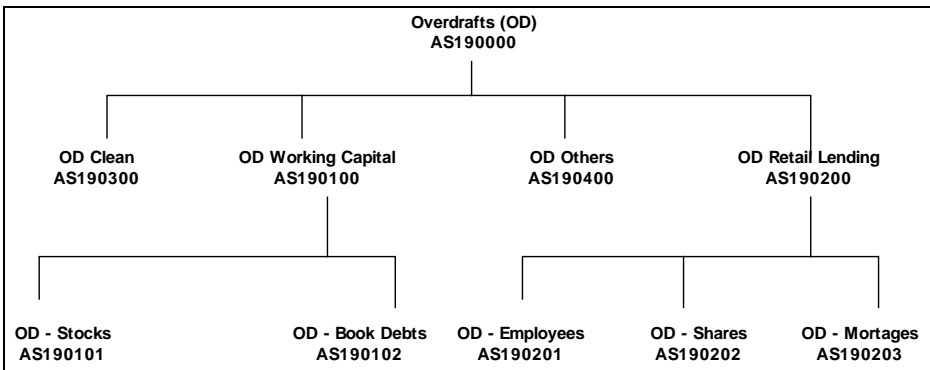 Overdrafts (OD)
AS190000
OD Clean
AS190300
OD Working Capital
AS190100
OD Others
AS190400
OD Retail Lending
AS190200
OD - Stocks
AS190101
OD - Book Debts
AS190102
OD - Employees
AS190201
OD - Shares
AS190202
OD - Mortages
AS190203